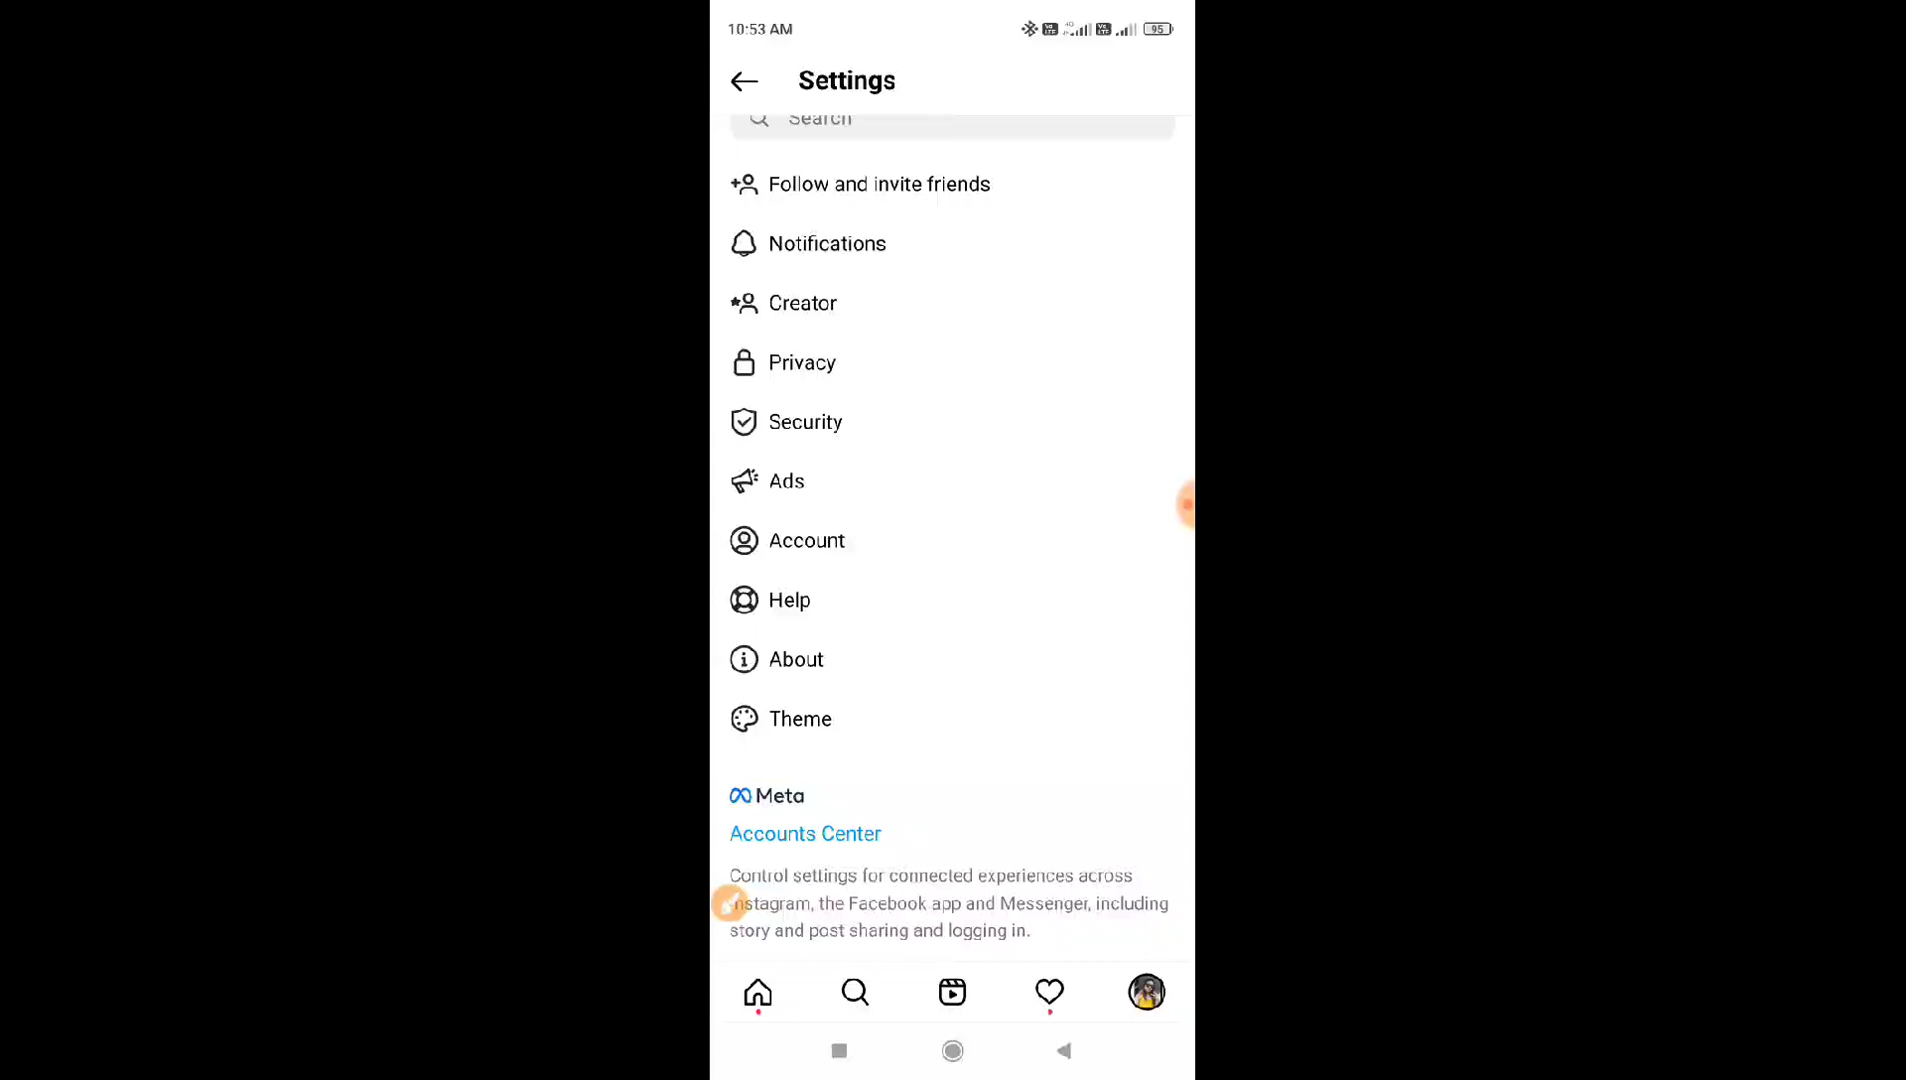 10:53 AM
95
Settings
Search
Follow and invite friends
Notifications
Creator
Privacy
Security
Ads
Account
Help
About
Theme
Meta
Accounts Center
Control settings for connected experiences across
Instagram, the Facebook app and Messenger, including
story and post sharing and logging in.